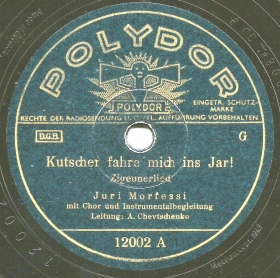 POLYDOR
POLYDOR
EINGETR. SCHUTZ-
MARKE
RECHTE DER RADIOSENDUNG U. ÖFFTL. AUFFÜHRUNG VORBEHALTEN
G
Kutscher fahre mich ins Jar!
Zigeunerlied
Juri Morfessi
mit Chor und Instrumentalbegleitung
Leitung: A. Chevtschenko
12002 A